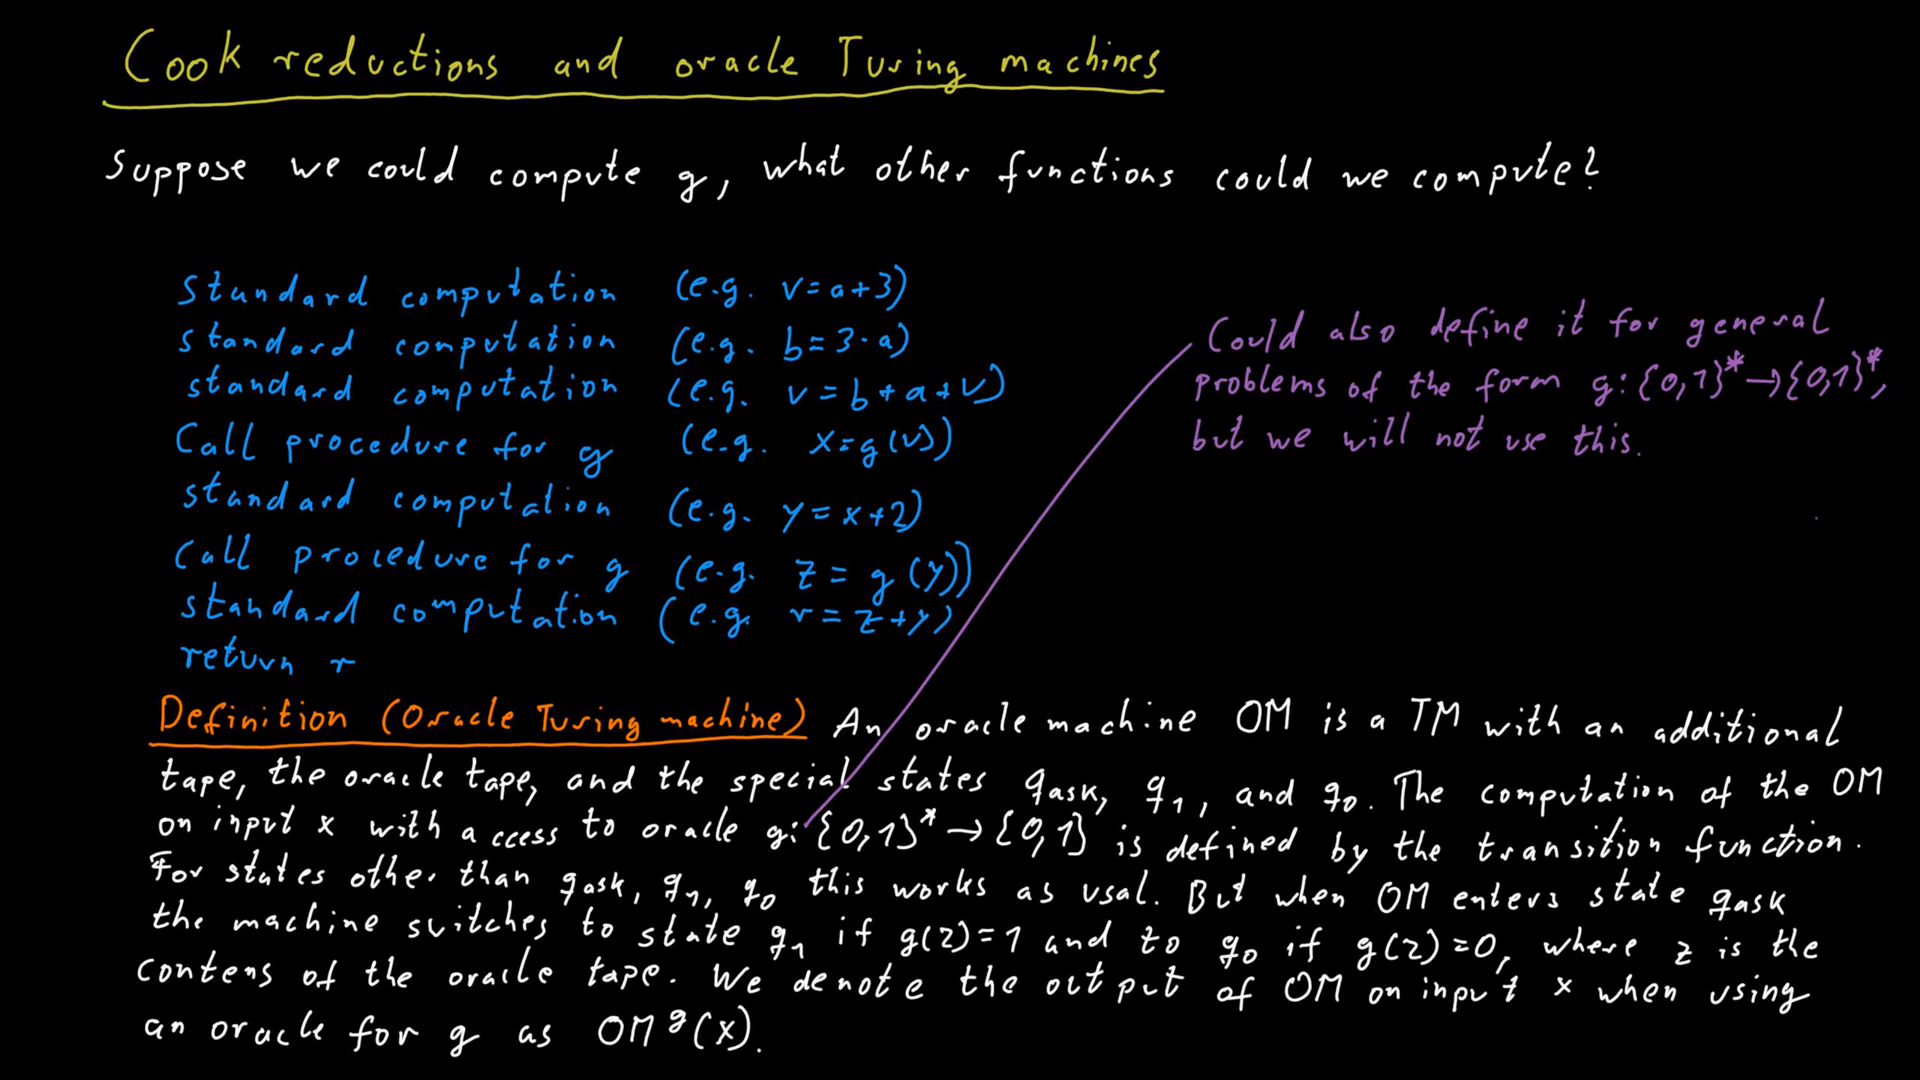 Cook reductions and oracle Turing machines
Suppose we could compute g, what other functions could we compute?
Standard computation (e.g. v=a+3)
standard computation (e.g. b=3·a)
standard computation (e.g. v=b+a+v)
Call procedure for g (e.g. x=g(v))
standard computation (e.g. y=x+2)
Call procedure for g (e.g. z=g(y))
standard computation (e.g. r=z+y)
return r
Could also define it for general
problems of the form g:{0,1}*→{0,1}*,
but we will not use this.
Definition (Oracle Turing machine) An oracle machine OM is a TM with an additional
tape, the oracle tape, and the special states qask, q1, and q0. The computation of the OM
on input x with access to oracle g:{0,1}*→{0,1} is defined by the transition function.
For states other than qask, q1, q0 this works as usal. But when OM enters state qask
the machine switches to state q1 if g(z)=1 and to q0 if g(z)=0, where z is the
contens of the oracle tape. We denote the output of OM on input x when using
an oracle for g as OM^g(x).